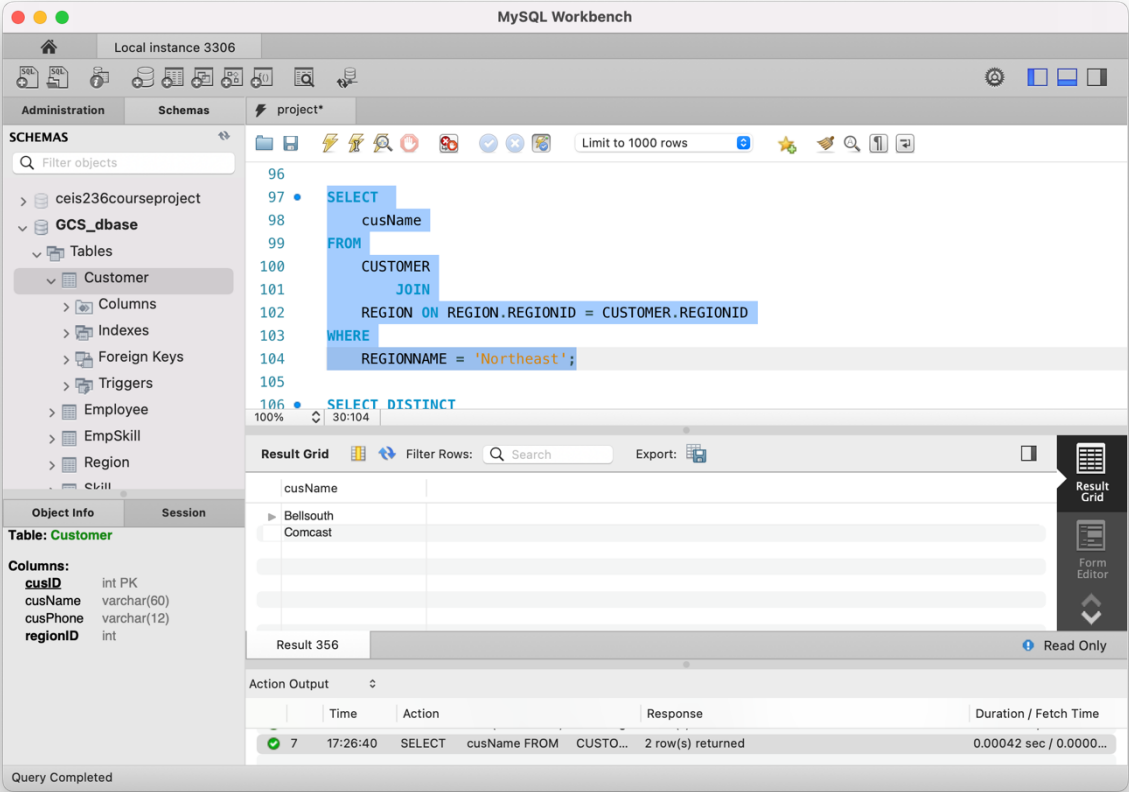 MySQL Workbench
Local instance 3306
SQL SQL
Administration Schemas project*
SCHEMAS
Filter objects
ceis236courseproject
GCS_dbase
Tables
Customer
Columns
Indexes
Foreign Keys
Triggers
Employee
EmpSkill
Region
Skill
Limit to 1000 rows
96
97 SELECT
98 cusName
99 FROM
100 CUSTOMER
101 JOIN
102 REGION ON REGION.REGIONID = CUSTOMER.REGIONID
103 WHERE
104 REGIONNAME = 'Northeast';
105
106 SELECT DISTINCT
100% 30:104
Result Grid Filter Rows: Search Export:
cusName
Bellsouth
Comcast
Result
Grid
Form
Editor
Object Info Session
Table: Customer
Columns:
cusID int PK
cusName varchar(60)
cusPhone varchar(12)
regionID int
Result 356 Read Only
Action Output
Time Action Response Duration / Fetch Time
7 17:26:40 SELECT cusName FROM CUSTO... 2 row(s) returned 0.00042 sec / 0.0000...
Query Completed